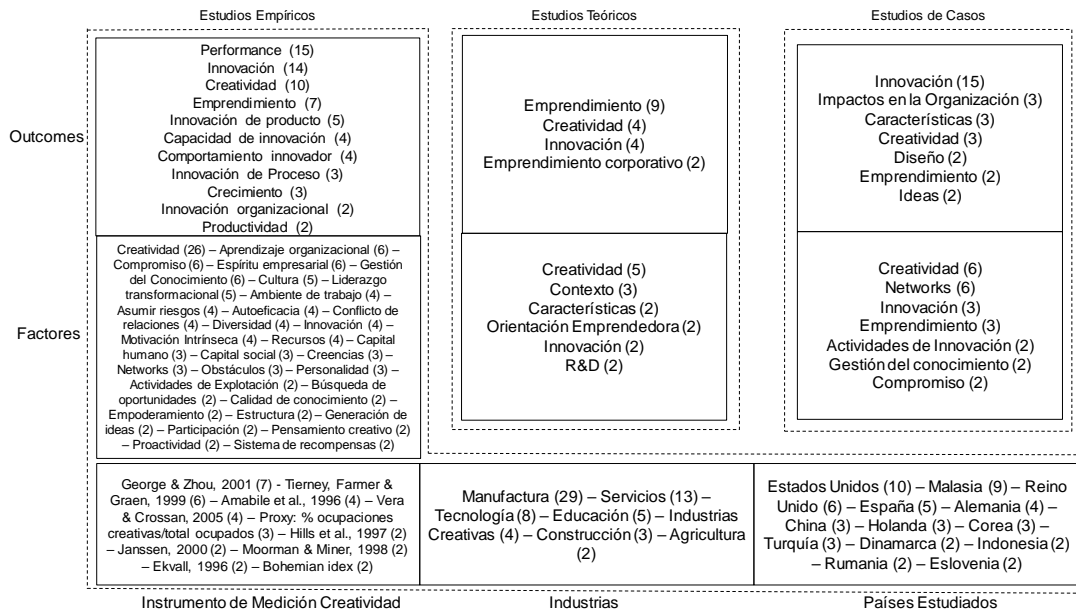 Estudios Empíricos
Estudios Teóricos
Estudios de Casos
Outcomes
Performance (15)
Innovación (14)
Creatividad (10)
Emprendimiento (7)
Innovación de producto (5)
Capacidad de innovación (4)
Comportamiento innovador (4)
Innovación de Proceso (3)
Crecimiento (3)
Innovación organizacional (2)
Productividad (2)
Emprendimiento (9)
Creatividad (4)
Innovación (4)
Emprendimiento corporativo (2)
Innovación (15)
Impactos en la Organización (3)
Características (3)
Creatividad (3)
Diseño (2)
Emprendimiento (2)
Ideas (2)
Factores
Creatividad (26) – Aprendizaje organizacional (6) –
Compromiso (6) – Espíritu empresarial (6) – Gestión
del Conocimiento (6) – Cultura (5) – Liderazgo
transformacional (5) – Ambiente de trabajo (4) –
Asumir riesgos (4) – Autoeficacia (4) – Conflicto de
relaciones (4) – Diversidad (4) – Innovación (4) –
Motivación Intrínseca (4) – Recursos (4) – Capital
humano (3) – Capital social (3) – Creencias (3) –
Networks (3) – Obstáculos (3) – Personalidad (3) –
Actividades de Explotación (2) – Búsqueda de
oportunidades (2) – Calidad de conocimiento (2) –
Empoderamiento (2) – Estructura (2) – Generación de
ideas (2) – Participación (2) – Pensamiento creativo (2)
– Proactividad (2) – Sistema de recompensas (2)
Creatividad (5)
Contexto (3)
Características (2)
Orientación Emprendedora (2)
Innovación (2)
R&D (2)
Creatividad (6)
Networks (6)
Innovación (3)
Emprendimiento (3)
Actividades de Innovación (2)
Gestión del conocimiento (2)
Compromiso (2)
George & Zhou, 2001 (7) - Tierney, Farmer &
Graen, 1999 (6) – Amabile et al., 1996 (4) – Vera
& Crossan, 2005 (4) – Proxy: % ocupaciones
creativas/total ocupados (3) – Hills et al., 1997 (2)
– Janssen, 2000 (2) – Moorman & Miner, 1998 (2)
– Ekvall, 1996 (2) – Bohemian idex (2)
Manufactura (29) – Servicios (13) –
Tecnología (8) – Educación (5) – Industrias
Creativas (4) – Construcción (3) – Agricultura
(2)
Estados Unidos (10) – Malasia (9) – Reino
Unido (6) – España (5) – Alemania (4) –
China (3) – Holanda (3) – Corea (3) –
Turquía (3) – Dinamarca (2) – Indonesia (2)
– Rumania (2) – Eslovenia (2)
Instrumento de Medición Creatividad
Industrias
Países Estudiados